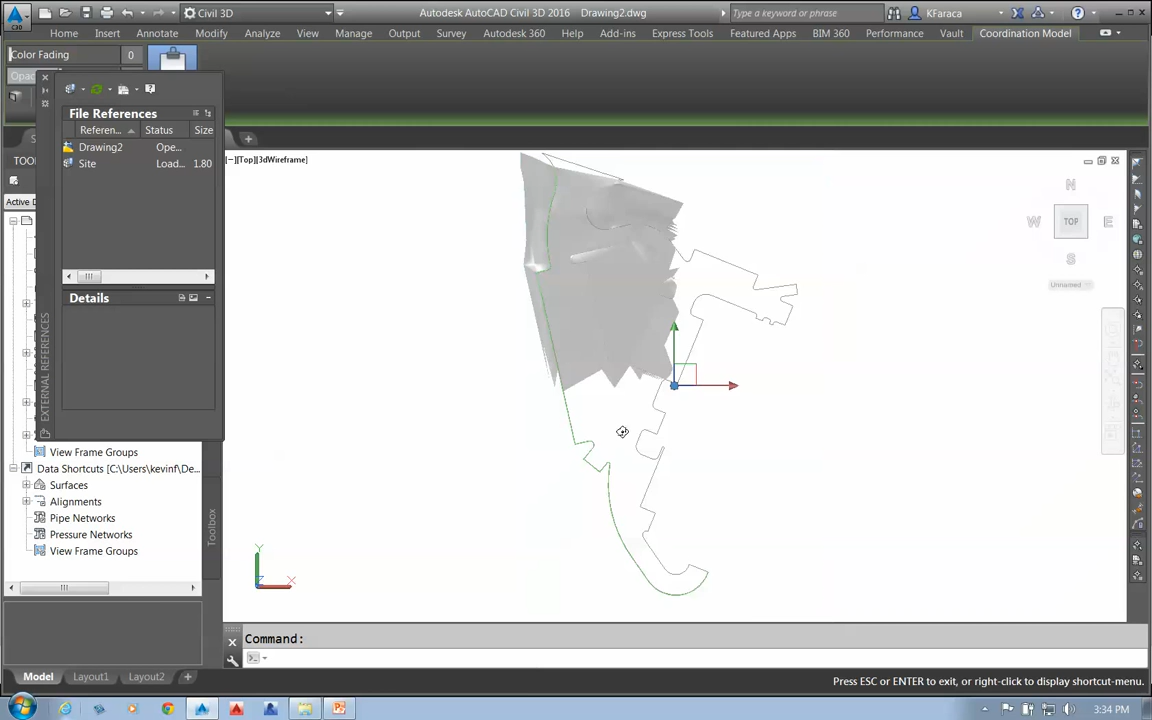 Civil 3D
Autodesk AutoCAD Civil 3D 2016 Drawing2.dwg
Type a keyword or phrase
KFaraca
C3D
Home Insert Annotate Modify Analyze View Manage Output Survey Autodesk 360 Help Add-ins Express Tools Featured Apps BIM 360 Performance Vault Coordination Model
Color Fading 0
Opac
File References
Referen... Status Size
Drawing2 Ope...
Site Load... 1.80
Details
EXTERNAL REFERENCES
TOO
Active D
[−][Top][3dWireframe]
N
W TOP E
S
Unnamed
View Frame Groups
Data Shortcuts [C:\Users\kevinf\De...
Surfaces
Alignments
Pipe Networks
Pressure Networks
View Frame Groups
Toolbox
Y
X
Z
Command:
Model Layout1 Layout2
Press ESC or ENTER to exit, or right-click to display shortcut-menu.
3:34 PM